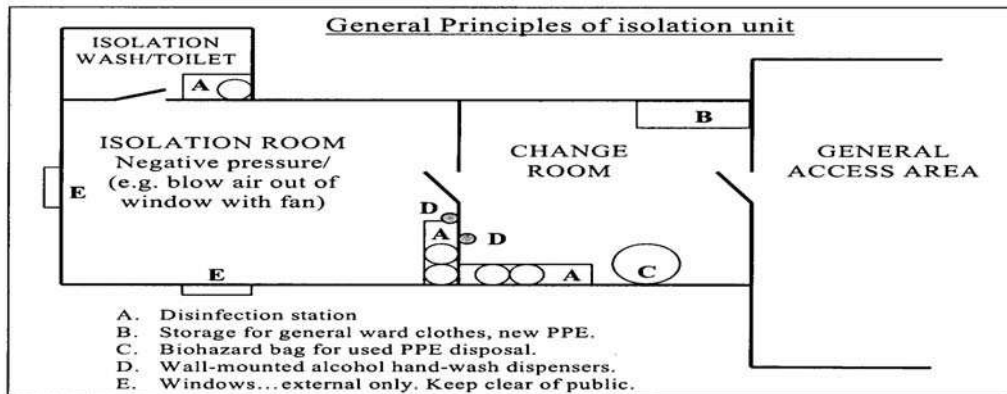 General Principles of isolation unit
ISOLATION
WASH/TOILET
A
B
ISOLATION ROOM
Negative pressure/
(e.g. blow air out of
window with fan)
E
CHANGE
ROOM
GENERAL
ACCESS AREA
D
A
D
E
A
C
A. Disinfection station
B. Storage for general ward clothes, new PPE.
C. Biohazard bag for used PPE disposal.
D. Wall-mounted alcohol hand-wash dispensers.
E. Windows...external only. Keep clear of public.